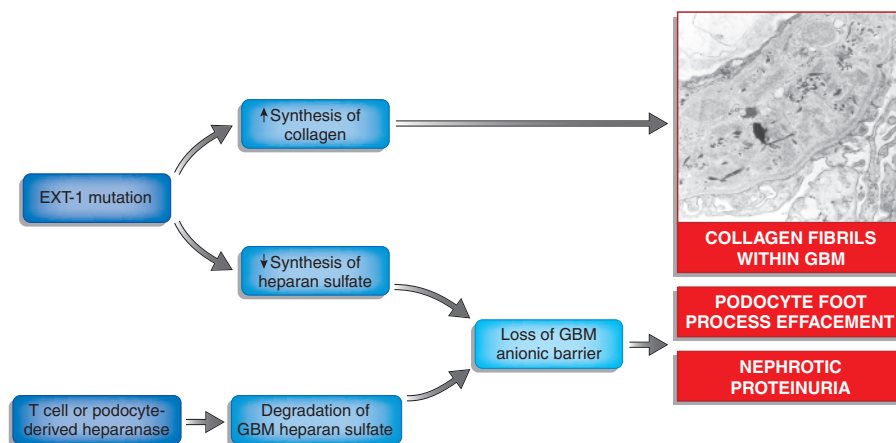 ↑Synthesis of
collagen
EXT-1 mutation
↓Synthesis of
heparan sulfate
COLLAGEN FIBRILS
WITHIN GBM
Loss of GBM
anionic barrier
PODOCYTE FOOT
PROCESS EFFACEMENT
NEPHROTIC
PROTEINURIA
T cell or podocyte-
derived heparanase
Degradation of
GBM heparan sulfate